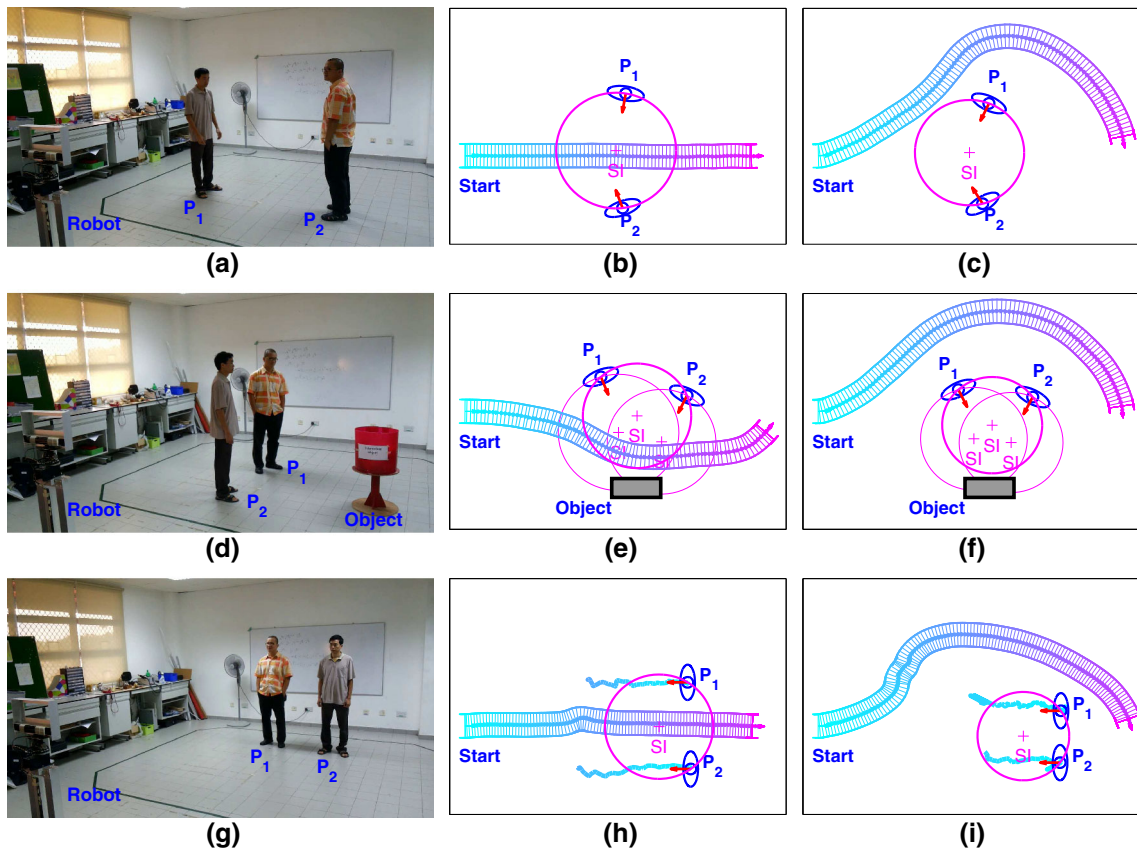 P1
P2
Robot
(a)
P1
SI
Start
P2
(b)
P1
SI
Start
P2
(c)
P1
P2
Robot
Object
(d)
P1
P2
Start
SI
SI
SI
Object
(e)
P1
P2
SI
SI
SI
Start
Object
(f)
P1
P2
Robot
(g)
P1
SI
Start
P2
(h)
P1
SI
Start
P2
(i)